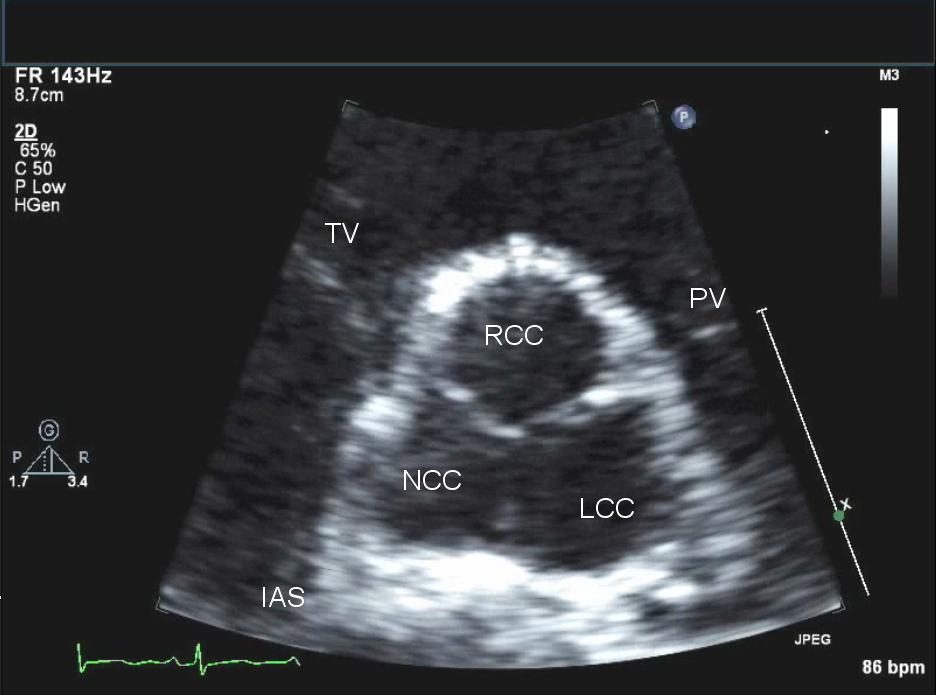 FR 143Hz
8.7cm
2D
65%
C 50
P Low
HGen
M3
P
TV
PV
RCC
NCC
LCC
IAS
G
P R
1.7 3.4
X
JPEG
86 bpm